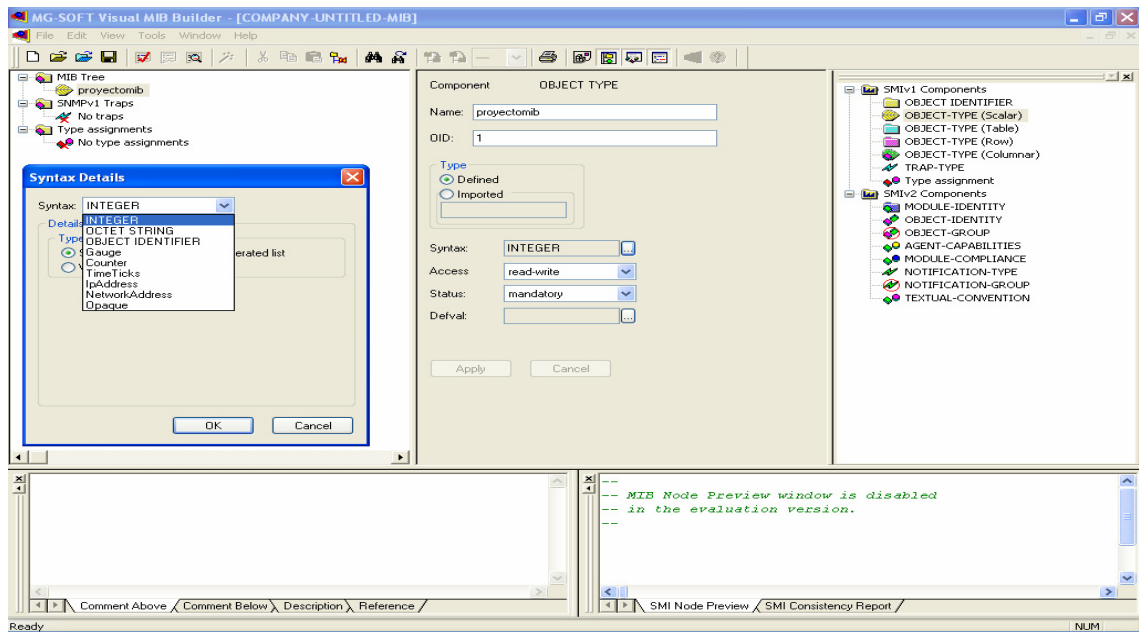 MG-SOFT Visual MIB Builder - [COMPANY-UNTITLED-MIB]
File Edit View Tools Window Help
MIB Tree
proyectomib
SNMPv1 Traps
No traps
Type assignments
No type assignments
Syntax Details
Syntax: INTEGER
Details
Type
INTEGER
OCTET STRING
OBJECT IDENTIFIER
Gauge
Counter
TimeTicks
IpAddress
NetworkAddress
Opaque
erated list
OK Cancel
Component OBJECT TYPE
Name: proyectomib
OID: 1
Type
Defined
Imported
Syntax: INTEGER ...
Access read-write
Status: mandatory
Defval: ...
Apply Cancel
SMIv1 Components
OBJECT IDENTIFIER
OBJECT-TYPE (Scalar)
OBJECT-TYPE (Table)
OBJECT-TYPE (Row)
OBJECT-TYPE (Columnar)
TRAP-TYPE
Type assignment
SMIv2 Components
MODULE-IDENTITY
OBJECT-IDENTITY
OBJECT-GROUP
AGENT-CAPABILITIES
MODULE-COMPLIANCE
NOTIFICATION-TYPE
NOTIFICATION-GROUP
TEXTUAL-CONVENTION
--
-- MIB Node Preview window is disabled
-- in the evaluation version.
--
Comment Above Comment Below Description Reference
SMI Node Preview SMI Consistency Report
Ready NUM